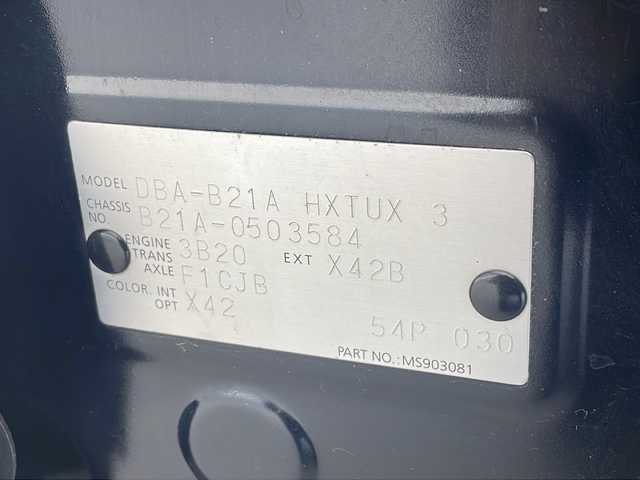 MODEL DBA-B21A HXTUX 3
CHASSIS NO. B21A-0503584
ENGINE 3B20
TRANS AXLE F1CJB EXT X42B
COLOR. INT X42
OPT 54P 030
PART NO.:MS903081